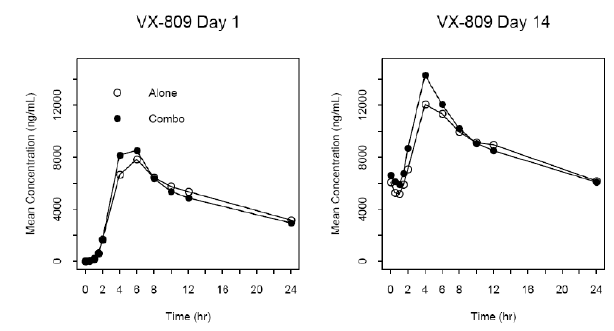 VX-809 Day 1
VX-809 Day 14
Mean Concentration (ng/mL)
0 4000 8000 12000
Alone
Combo
0 2 4 6 8 12 16 20 24
Time (hr)
Mean Concentration (ng/mL)
0 4000 8000 12000
0 2 4 6 8 12 16 20 24
Time (hr)